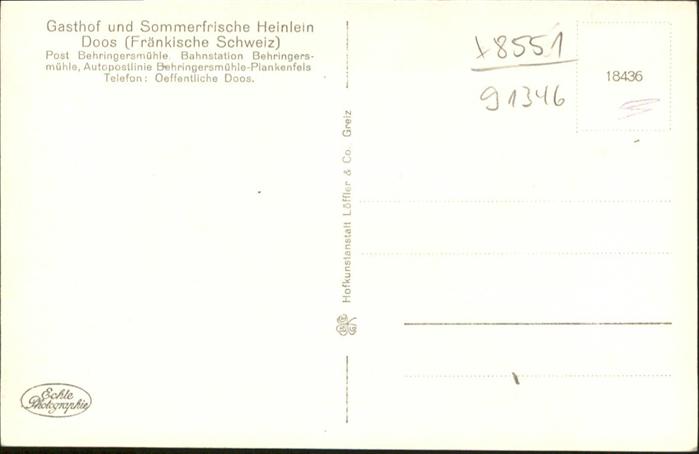 Gasthof und Sommerfrische Heinlein
Doos (Fränkische Schweiz)
Post Behringersmühle. Bahnstation Behringers-
mühle, Autopostlinie Behringersmühle-Plankenfels
Telefon: Oeffentliche Doos.
x8551
91346
18436
Hofkunstanstalt Löffler & Co. Greiz
Echte
Photographie